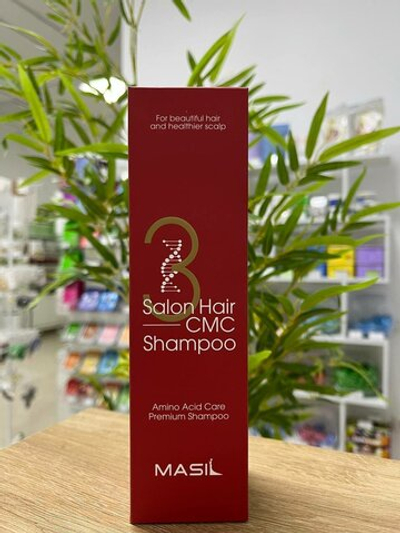 For beautiful hair
and healthier scalp
3
Salon Hair
CMC
Shampoo
Amino Acid Care
Premium Shampoo
MASIL